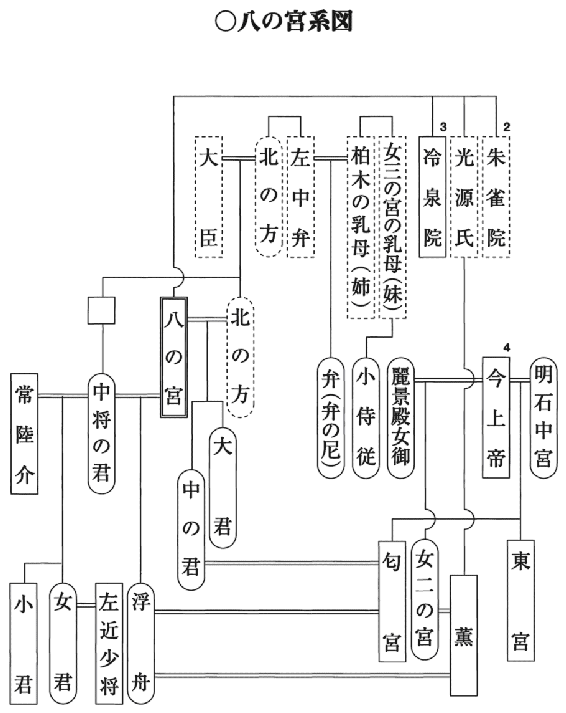 ○八の宮系図
2
朱雀院
光源氏
3
冷泉院
女三の宮の乳母(妹)
柏木の乳母(姉)
左中弁
北の方
大臣
北の方
八の宮
明石中宮
4
今上帝
麗景殿女御
小侍従
弁(弁の尼)
中将の君
常陸介
大君
中の君
東宮
薫
女二の宮
匂宮
浮舟
左近少将
女君
小君